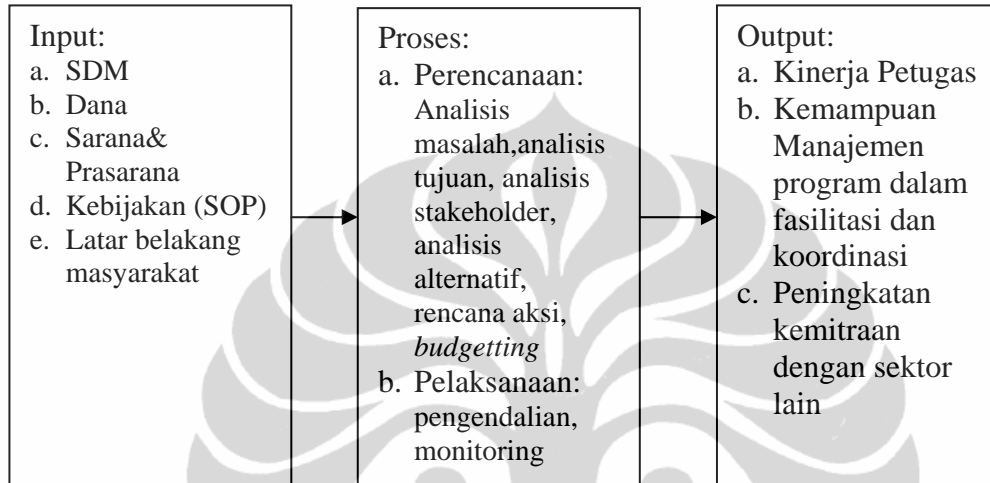 Input:
a. SDM
b. Dana
c. Sarana&
Prasarana
d. Kebijakan (SOP)
e. Latar belakang
masyarakat
Proses:
a. Perencanaan:
Analisis
masalah,analisis
tujuan, analisis
stakeholder,
analisis
alternatif,
rencana aksi,
budgetting
b. Pelaksanaan:
pengendalian,
monitoring
Output:
a. Kinerja Petugas
b. Kemampuan
Manajemen
program dalam
fasilitasi dan
koordinasi
c. Peningkatan
kemitraan
dengan sektor
lain